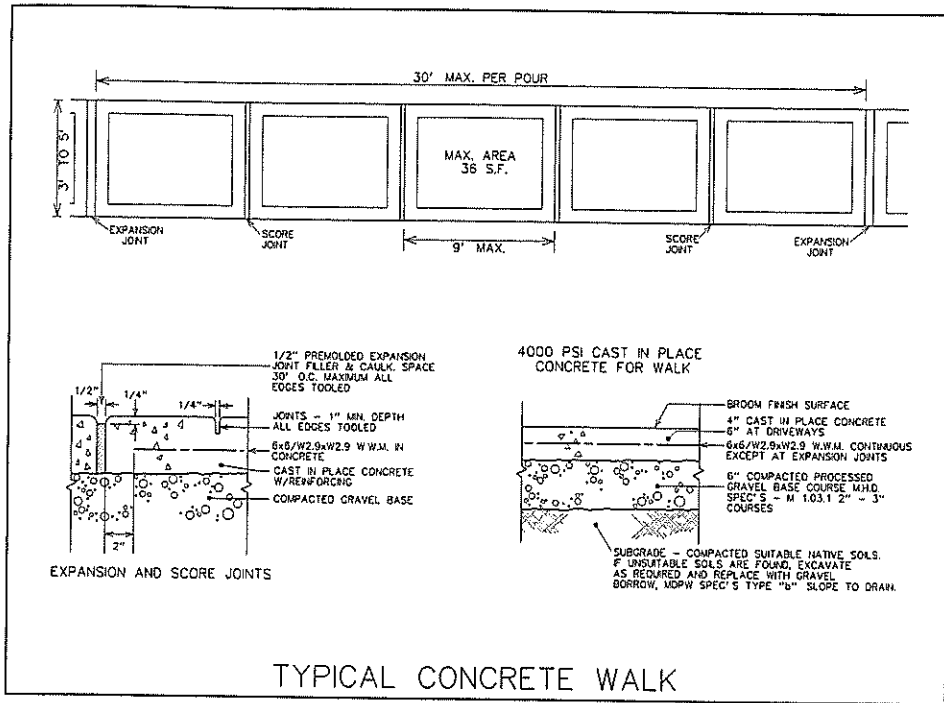 30' MAX. PER POUR
3' TO 5'
MAX. AREA
36 S.F.
EXPANSION
JOINT
SCORE
JOINT
9' MAX.
SCORE
JOINT
EXPANSION
JOINT
1/2" PREMOLDED EXPANSION
JOINT FILLER & CAULK. SPACE
30' O.C. MAXIMUM ALL
EDGES TOOLED
1/2"
1/4"
1/4"
JOINTS - 1" MIN. DEPTH
ALL EDGES TOOLED
6x6/W2.9xW2.9 W.W.M. IN
CONCRETE
CAST IN PLACE CONCRETE
W/REINFORCING
COMPACTED GRAVEL BASE
2"
EXPANSION AND SCORE JOINTS
4000 PSI CAST IN PLACE
CONCRETE FOR WALK
BROOM FINISH SURFACE
4" CAST IN PLACE CONCRETE
6" AT DRIVEWAYS
6x6/W2.9xW2.9 W.W.M. CONTINUOUS
EXCEPT AT EXPANSION JOINTS
6" COMPACTED PROCESSED
GRAVEL BASE COURSE M.H.D.
SPEC'S - M 1.03.1 2" - 3"
COURSES
SUBGRADE - COMPACTED SUITABLE NATIVE SOILS.
IF UNSUITABLE SOILS ARE FOUND, EXCAVATE
AS REQUIRED AND REPLACE WITH GRAVEL
BORROW, MDPW SPEC'S TYPE "b" SLOPE TO DRAIN.
TYPICAL CONCRETE WALK